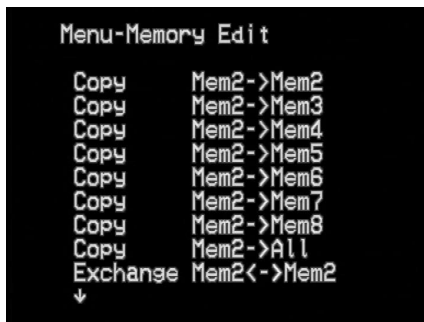 Menu-Memory Edit
Copy Mem2->Mem2
Copy Mem2->Mem3
Copy Mem2->Mem4
Copy Mem2->Mem5
Copy Mem2->Mem6
Copy Mem2->Mem7
Copy Mem2->Mem8
Copy Mem2->All
Exchange Mem2<->Mem2
↓